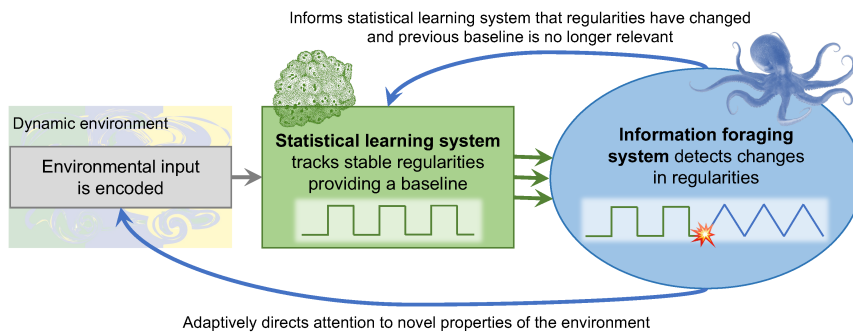 Informs statistical learning system that regularities have changed
and previous baseline is no longer relevant
Dynamic environment
Environmental input
is encoded
Statistical learning system
tracks stable regularities
providing a baseline
Information foraging
system detects changes
in regularities
Adaptively directs attention to novel properties of the environment